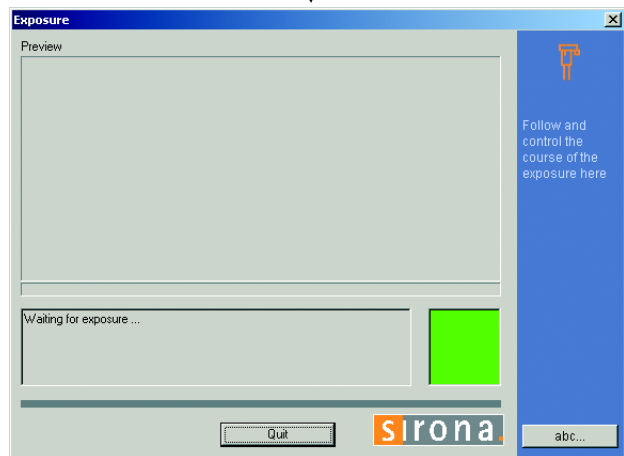 Exposure
Preview
Follow and
control the
course of the
exposure here
Waiting for exposure ...
Quit
sirona.
abc...